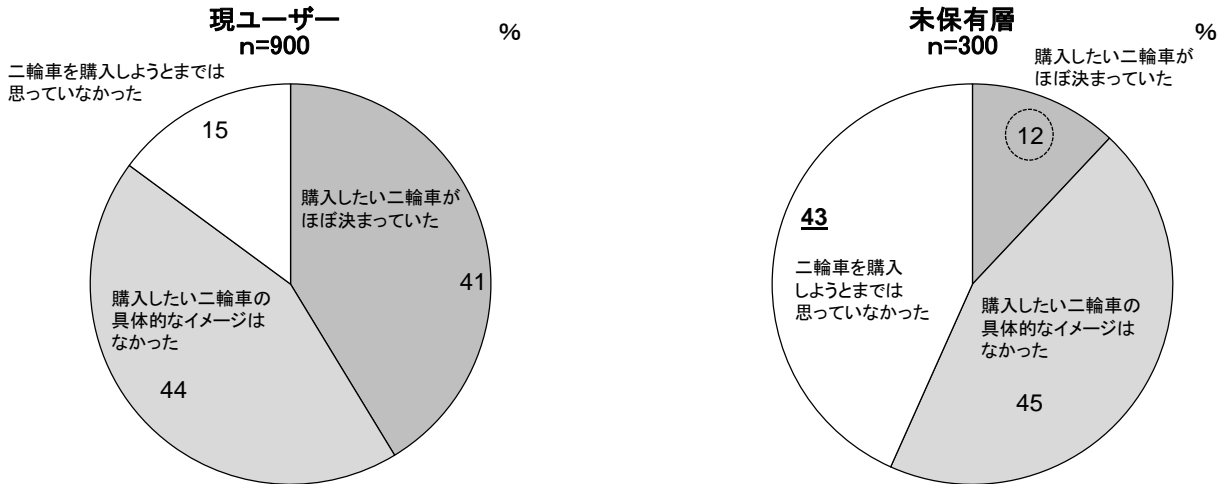 現ユーザー
n=900
%
二輪車を購入しようとまでは
思っていなかった
15
購入したい二輪車が
ほぼ決まっていた
41
購入したい二輪車の
具体的なイメージは
なかった
44
未保有層
n=300
%
購入したい二輪車が
ほぼ決まっていた
12
43
二輪車を購入
しようとまでは
思っていなかった
購入したい二輪車の
具体的なイメージは
なかった
45